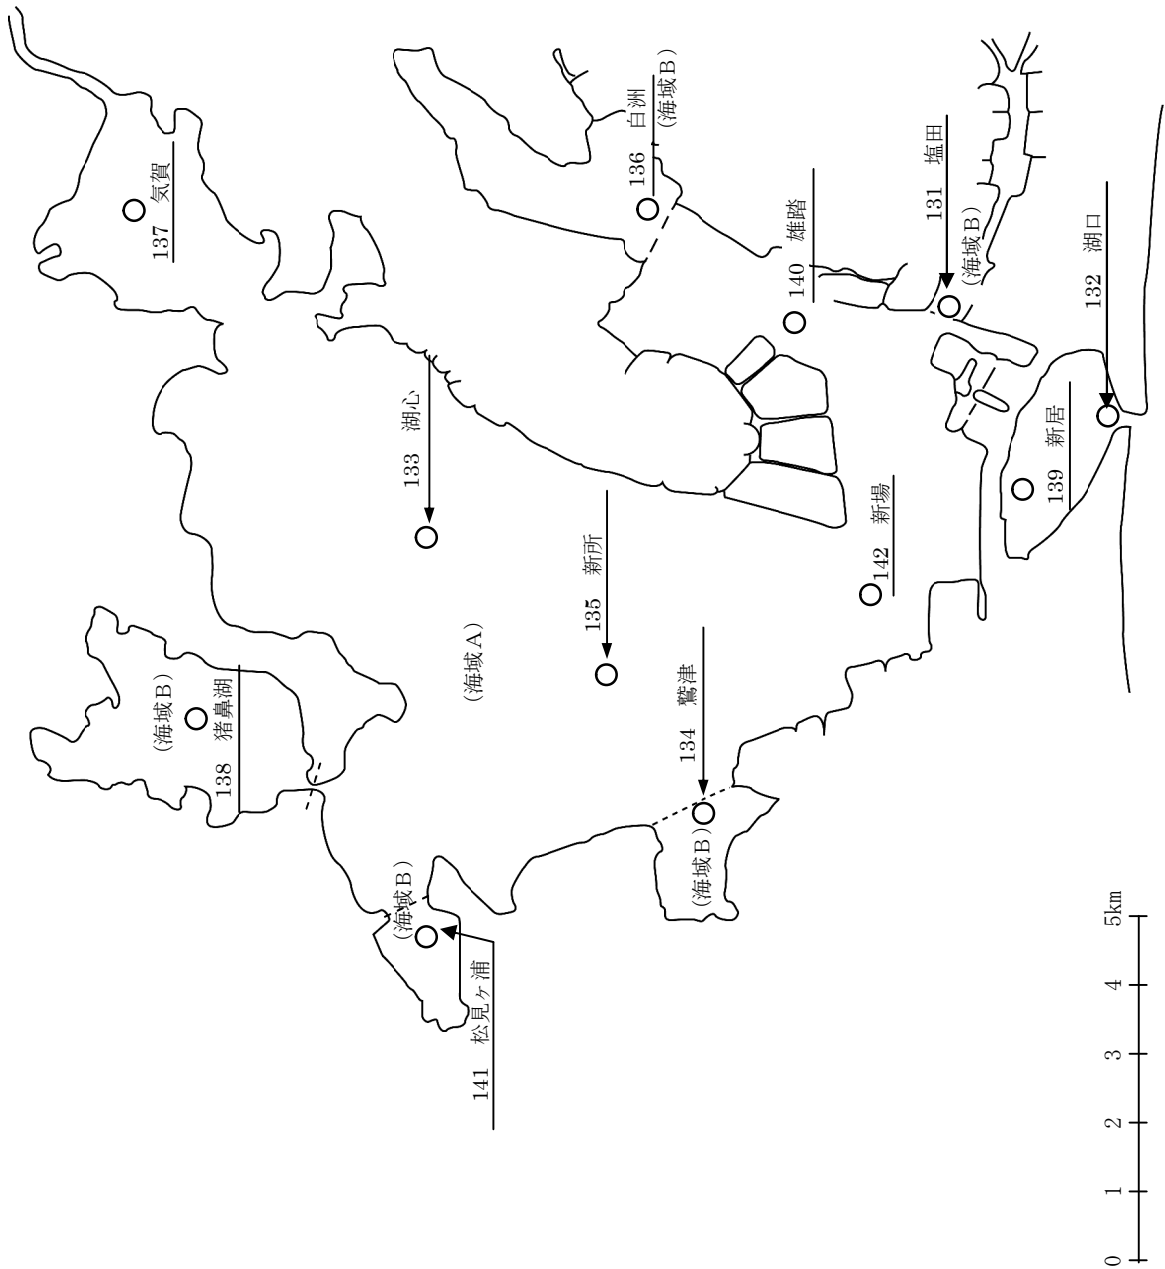 137 気賀
136 白洲
(海域B)
131 塩田
(海域B)
140 雄踏
132 湖口
133 湖心
139 新居
142 新場
135 新所
(海域A)
(海域B)
138 猪鼻湖
134 鷲津
(海域B)
(海域B)
141 松見ヶ浦
0 1 2 3 4 5km